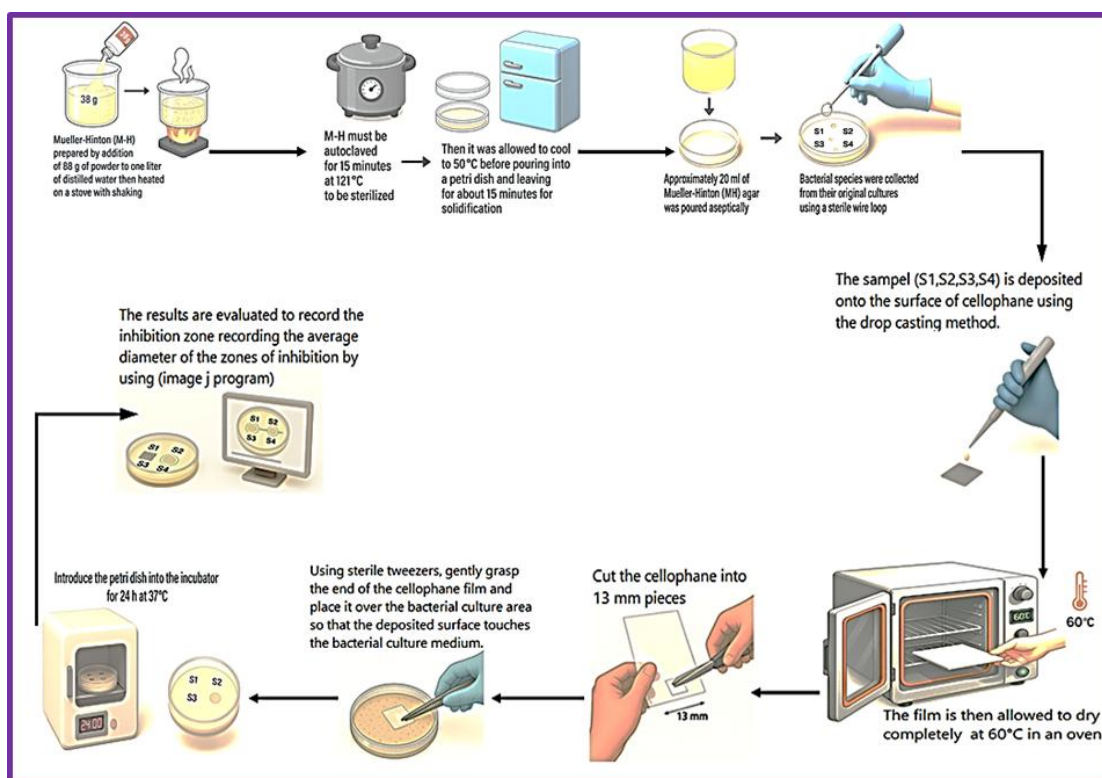 38 g
Mueller-Hinton (M-H)
prepared by addition
of 88 g of powder to one liter
of distilled water then heated
on a stove with shaking
M-H must be
autoclaved
for 15 minutes
at 121°C
to be sterilized
Then it was allowed to cool
to 50°C before pouring into
a petri dish and leaving
for about 15 minutes for
solidification
Approximately 20 ml of
Mueller-Hinton (MH) agar
was poured aseptically
S1 S2
S3 S4
Bacterial species were collected
from their original cultures
using a sterile wire loop
The sampel (S1,S2,S3,S4) is deposited
onto the surface of cellophane using
the drop casting method.
60℃
60℃
The film is then allowed to dry
completely at 60°C in an oven
Cut the cellophane into
13 mm pieces
13 mm
Using sterile tweezers, gently grasp
the end of the cellophane film and
place it over the bacterial culture area
so that the deposited surface touches
the bacterial culture medium.
Introduce the petri dish into the incubator
for 24 h at 37°C
24:00
S1 S2
S3
The results are evaluated to record the
inhibition zone recording the average
diameter of the zones of inhibition by
using (image j program)
S1 S2
S3 S4
S1 S2
S3 S4